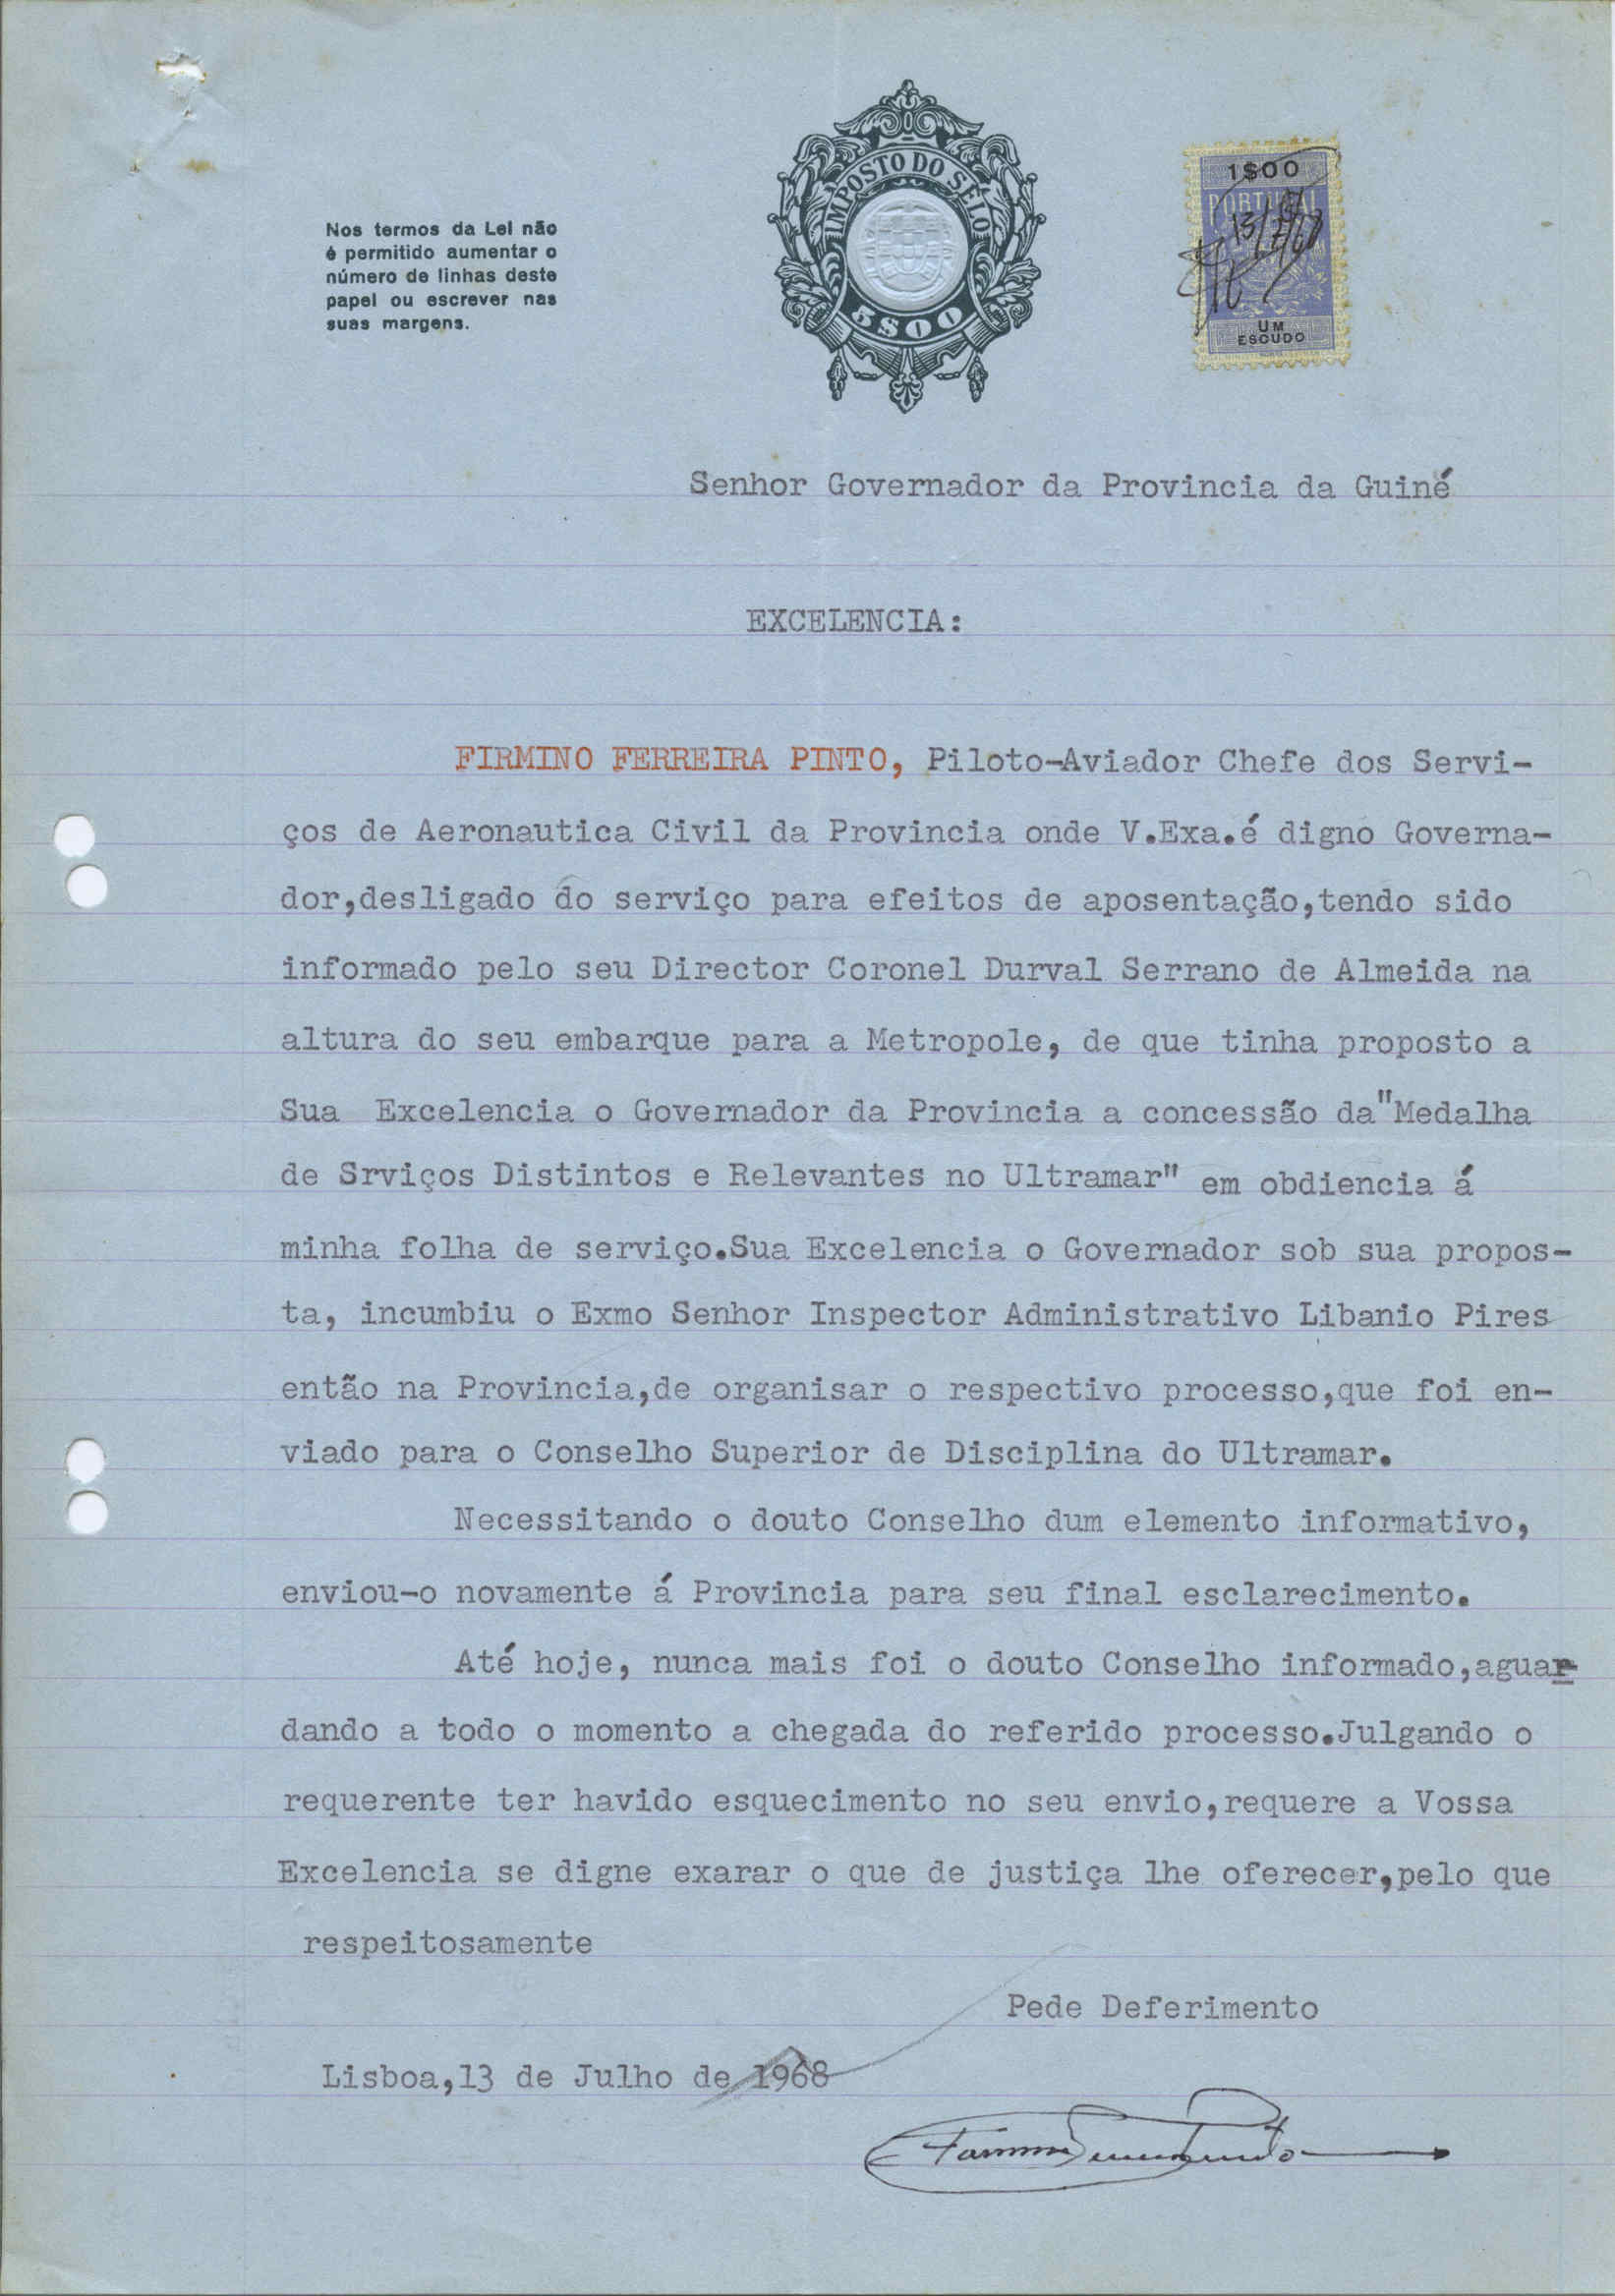 Nos termos da Lei não
é permitido aumentar o
número de linhas deste
papel ou escrever nas
suas margens.
IMPOSTO DO SELO
5$00
1$00
PORTUGAL
13/7/68
UM
ESCUDO
Senhor Governador da Provincia da Guiné
EXCELENCIA:
FIRMINO FERREIRA PINTO, Piloto-Aviador Chefe dos Servi-
ços de Aeronautica Civil da Provincia onde V.Exa.é digno Governa-
dor,desligado do serviço para efeitos de aposentação,tendo sido
informado pelo seu Director Coronel Durval Serrano de Almeida na
altura do seu embarque para a Metropole, de que tinha proposto a
Sua Excelencia o Governador da Provincia a concessão da"Medalha
de Srviços Distintos e Relevantes no Ultramar" em obdiencia á
minha folha de serviço.Sua Excelencia o Governador sob sua propos-
ta, incumbiu o Exmo Senhor Inspector Administrativo Libanio Pires
então na Provincia,de organisar o respectivo processo,que foi en-
viado para o Conselho Superior de Disciplina do Ultramar.
Necessitando o douto Conselho dum elemento informativo,
enviou-o novamente á Provincia para seu final esclarecimento.
Até hoje, nunca mais foi o douto Conselho informado,aguar
dando a todo o momento a chegada do referido processo.Julgando o
requerente ter havido esquecimento no seu envio,requere a Vossa
Excelencia se digne exarar o que de justiça lhe oferecer,pelo que
respeitosamente
Pede Deferimento
Lisboa,13 de Julho de 1968